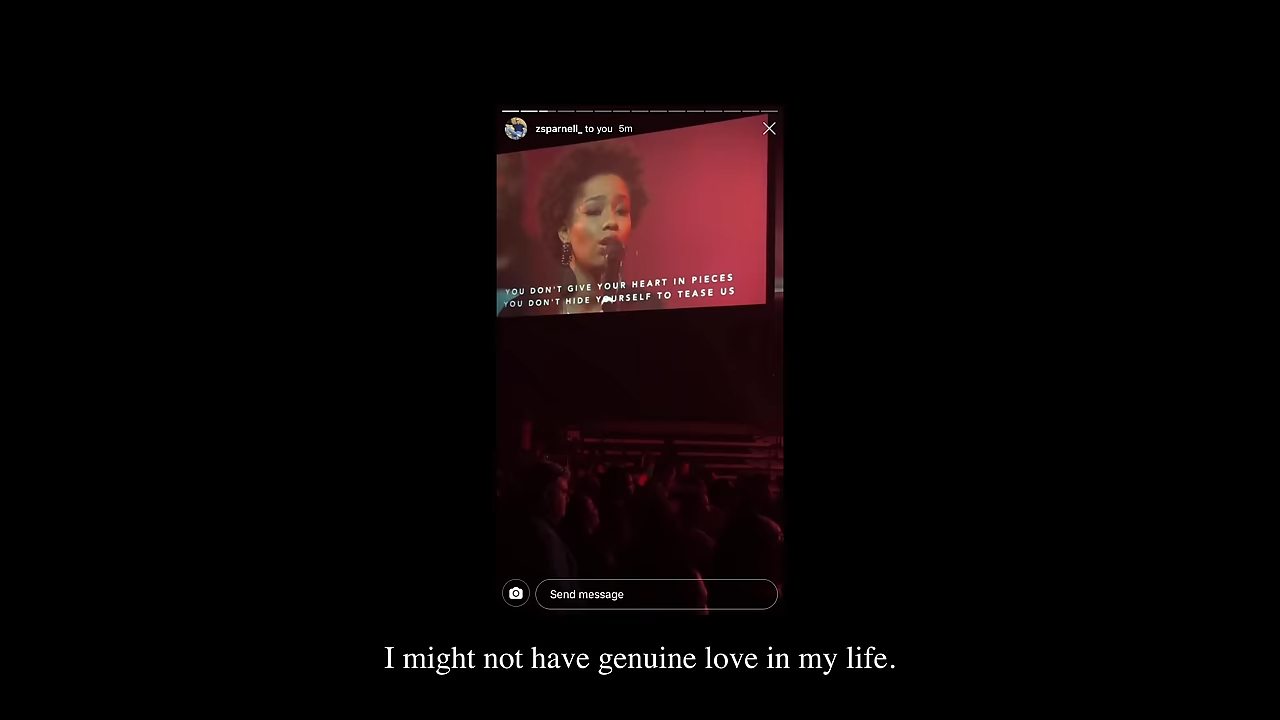 zsparnell_ to you 5m
YOU DON'T GIVE YOUR HEART IN PIECES
YOU DON'T HIDE YOURSELF TO TEASE US
Send message
I might not have genuine love in my life.